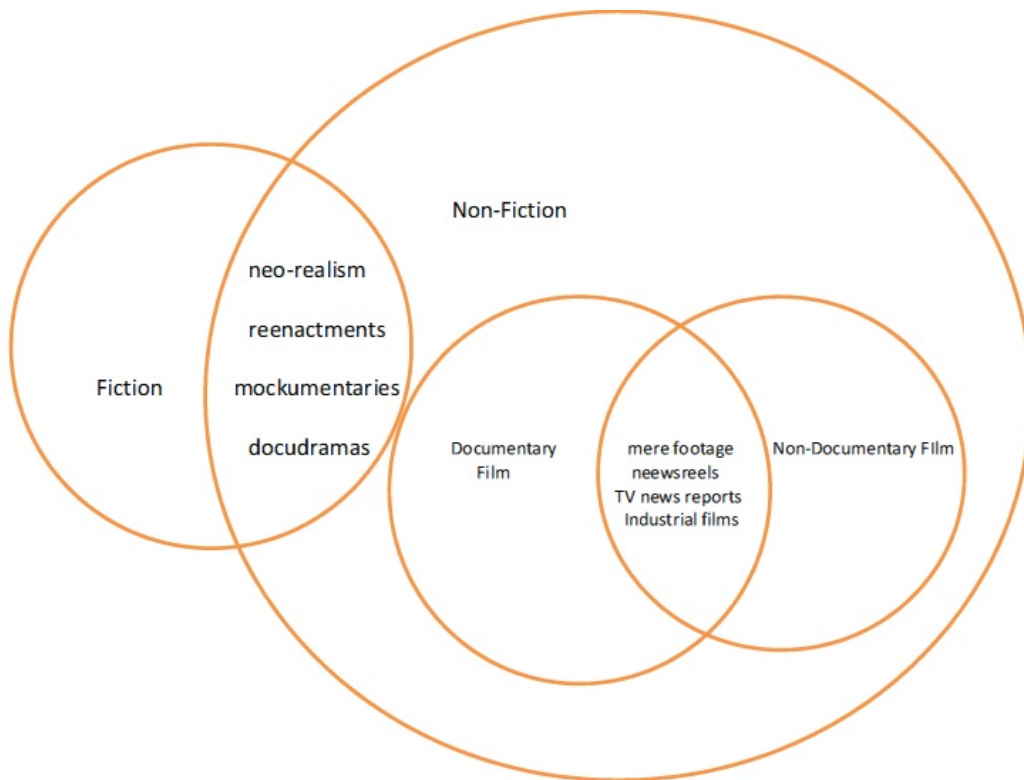 Non-Fiction
neo-realism
reenactments
Fiction
mockumentaries
docudramas
Documentary
Film
mere footage
neewsreels
TV news reports
Industrial films
Non-Documentary FIlm